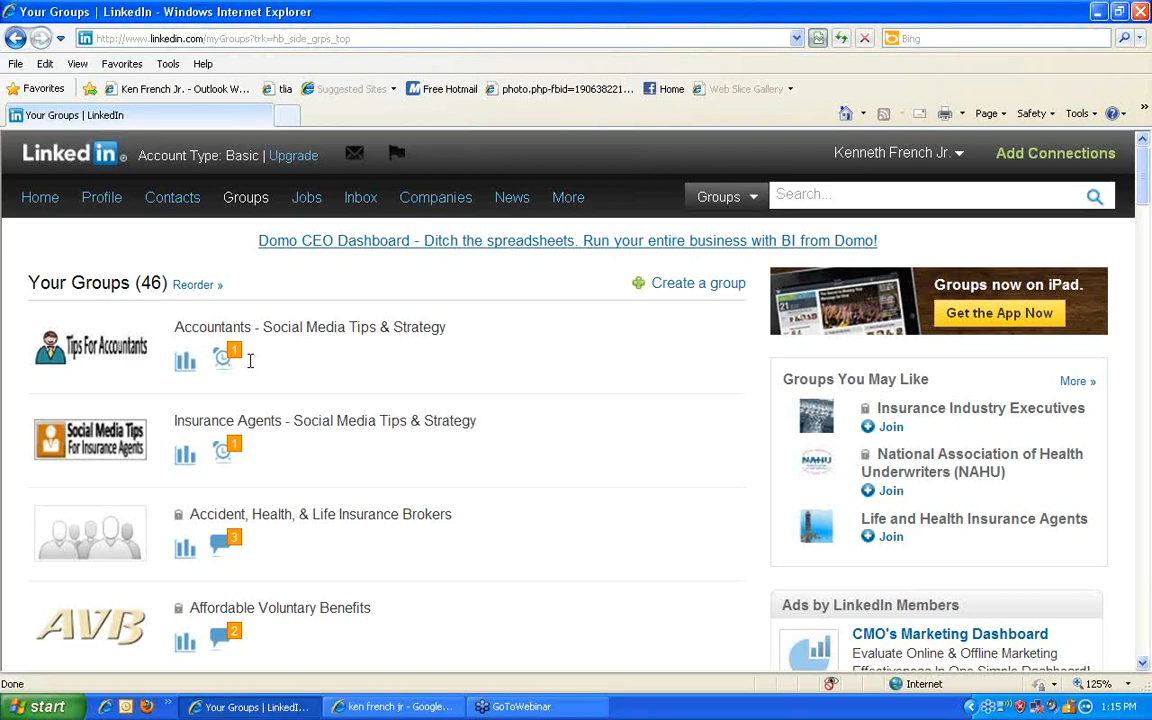 Your Groups | LinkedIn - Windows Internet Explorer
http://www.linkedin.com/myGroups?trk=hb_side_grps_top
Bing
File Edit View Favorites Tools Help
Favorites Ken French Jr. - Outlook W... tlia Suggested Sites Free Hotmail photo.php-fbid=190638221... Home Web Slice Gallery
Your Groups | LinkedIn
Page Safety Tools
Linked in Account Type: Basic | Upgrade Kenneth French Jr. Add Connections
Home Profile Contacts Groups Jobs Inbox Companies News More Groups Search...
Domo CEO Dashboard - Ditch the spreadsheets. Run your entire business with BI from Domo!
Your Groups (46) Reorder » Create a group
Groups now on iPad.
Get the App Now
Tips For Accountants
Accountants - Social Media Tips & Strategy
1
Groups You May Like More »
Insurance Industry Executives
Join
NAHU
National Association of Health
Underwriters (NAHU)
Join
Life and Health Insurance Agents
Join
Social Media Tips
For Insurance Agents
Insurance Agents - Social Media Tips & Strategy
1
Accident, Health, & Life Insurance Brokers
3
AVB
Affordable Voluntary Benefits
2
Ads by LinkedIn Members
CMO's Marketing Dashboard
Evaluate Online & Offline Marketing
Effectiveness In One Simple Dashboard!
Done Internet 125%
start Your Groups | LinkedI... ken french jr - Google... GoToWebinar 1:15 PM